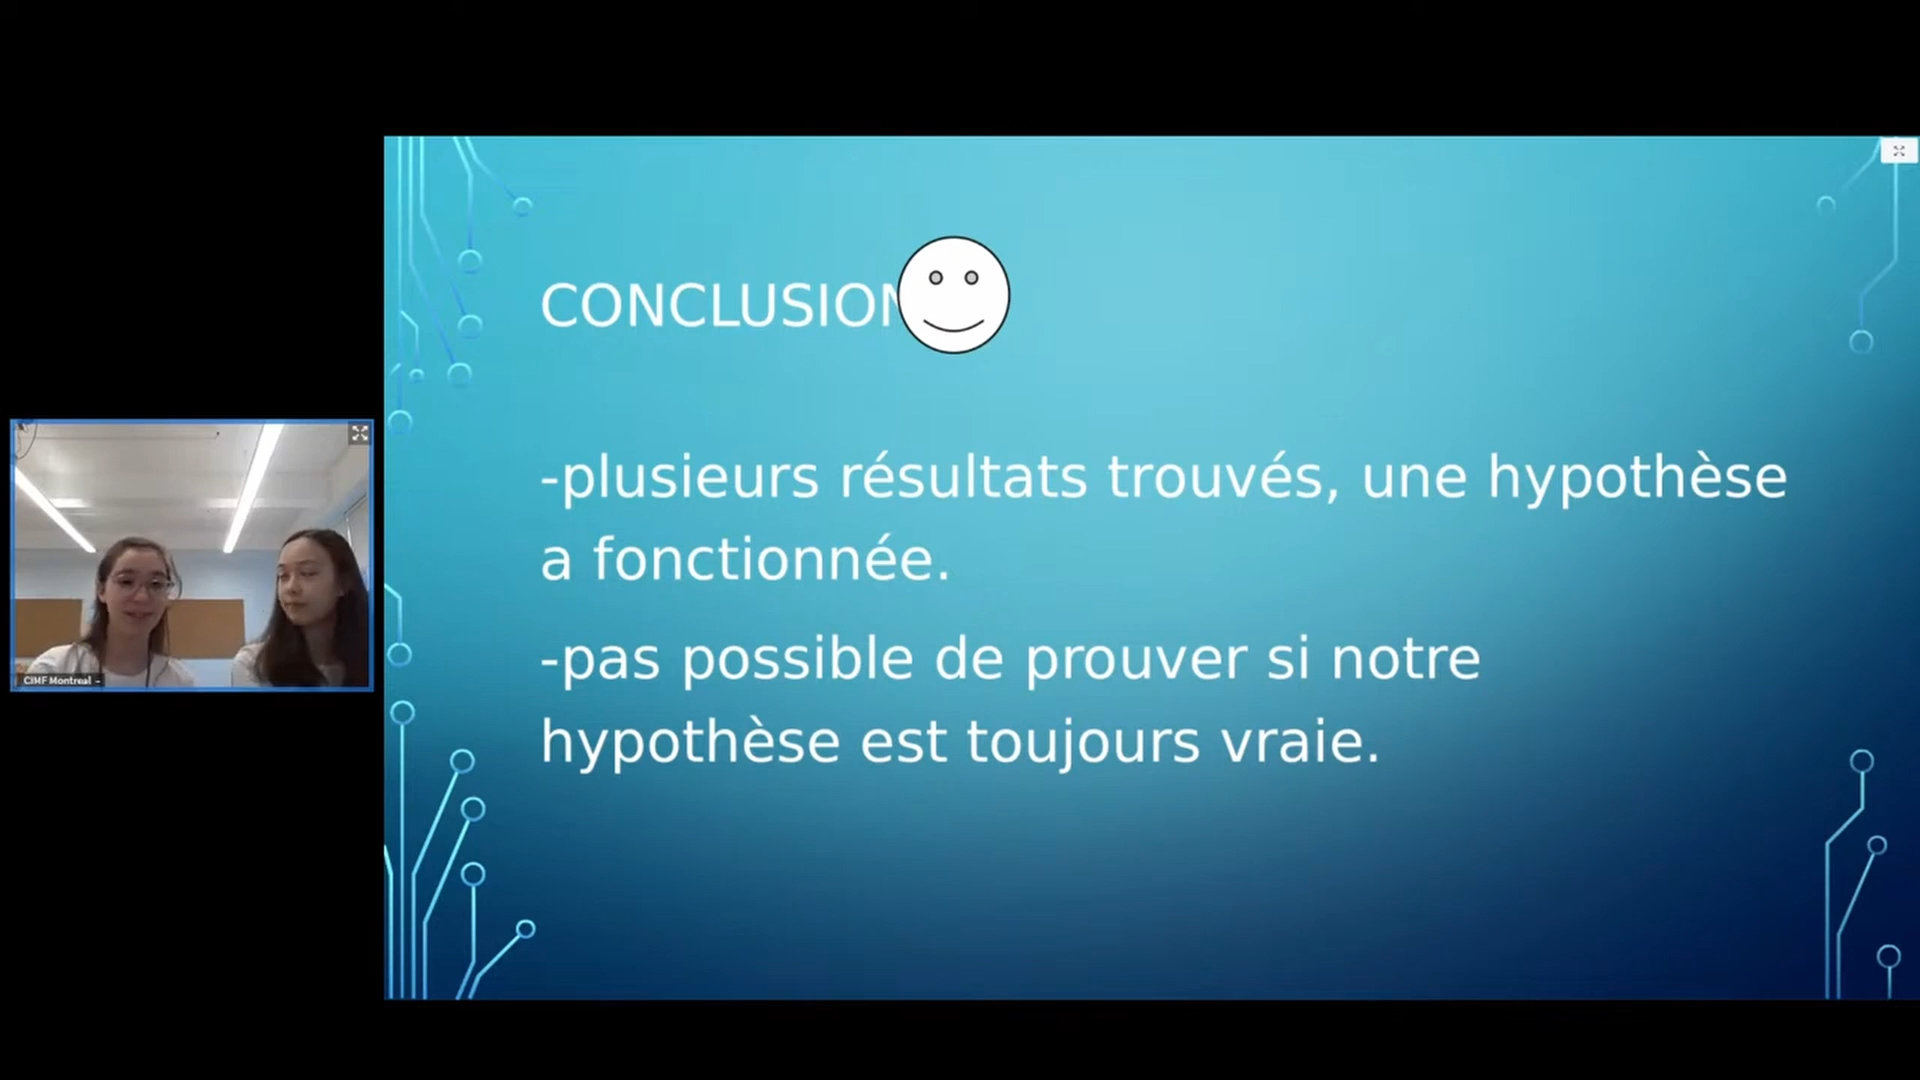 CONCLUSION
-plusieurs résultats trouvés, une hypothèse
a fonctionnée.
-pas possible de prouver si notre
hypothèse est toujours vraie.
CIMF Montreal